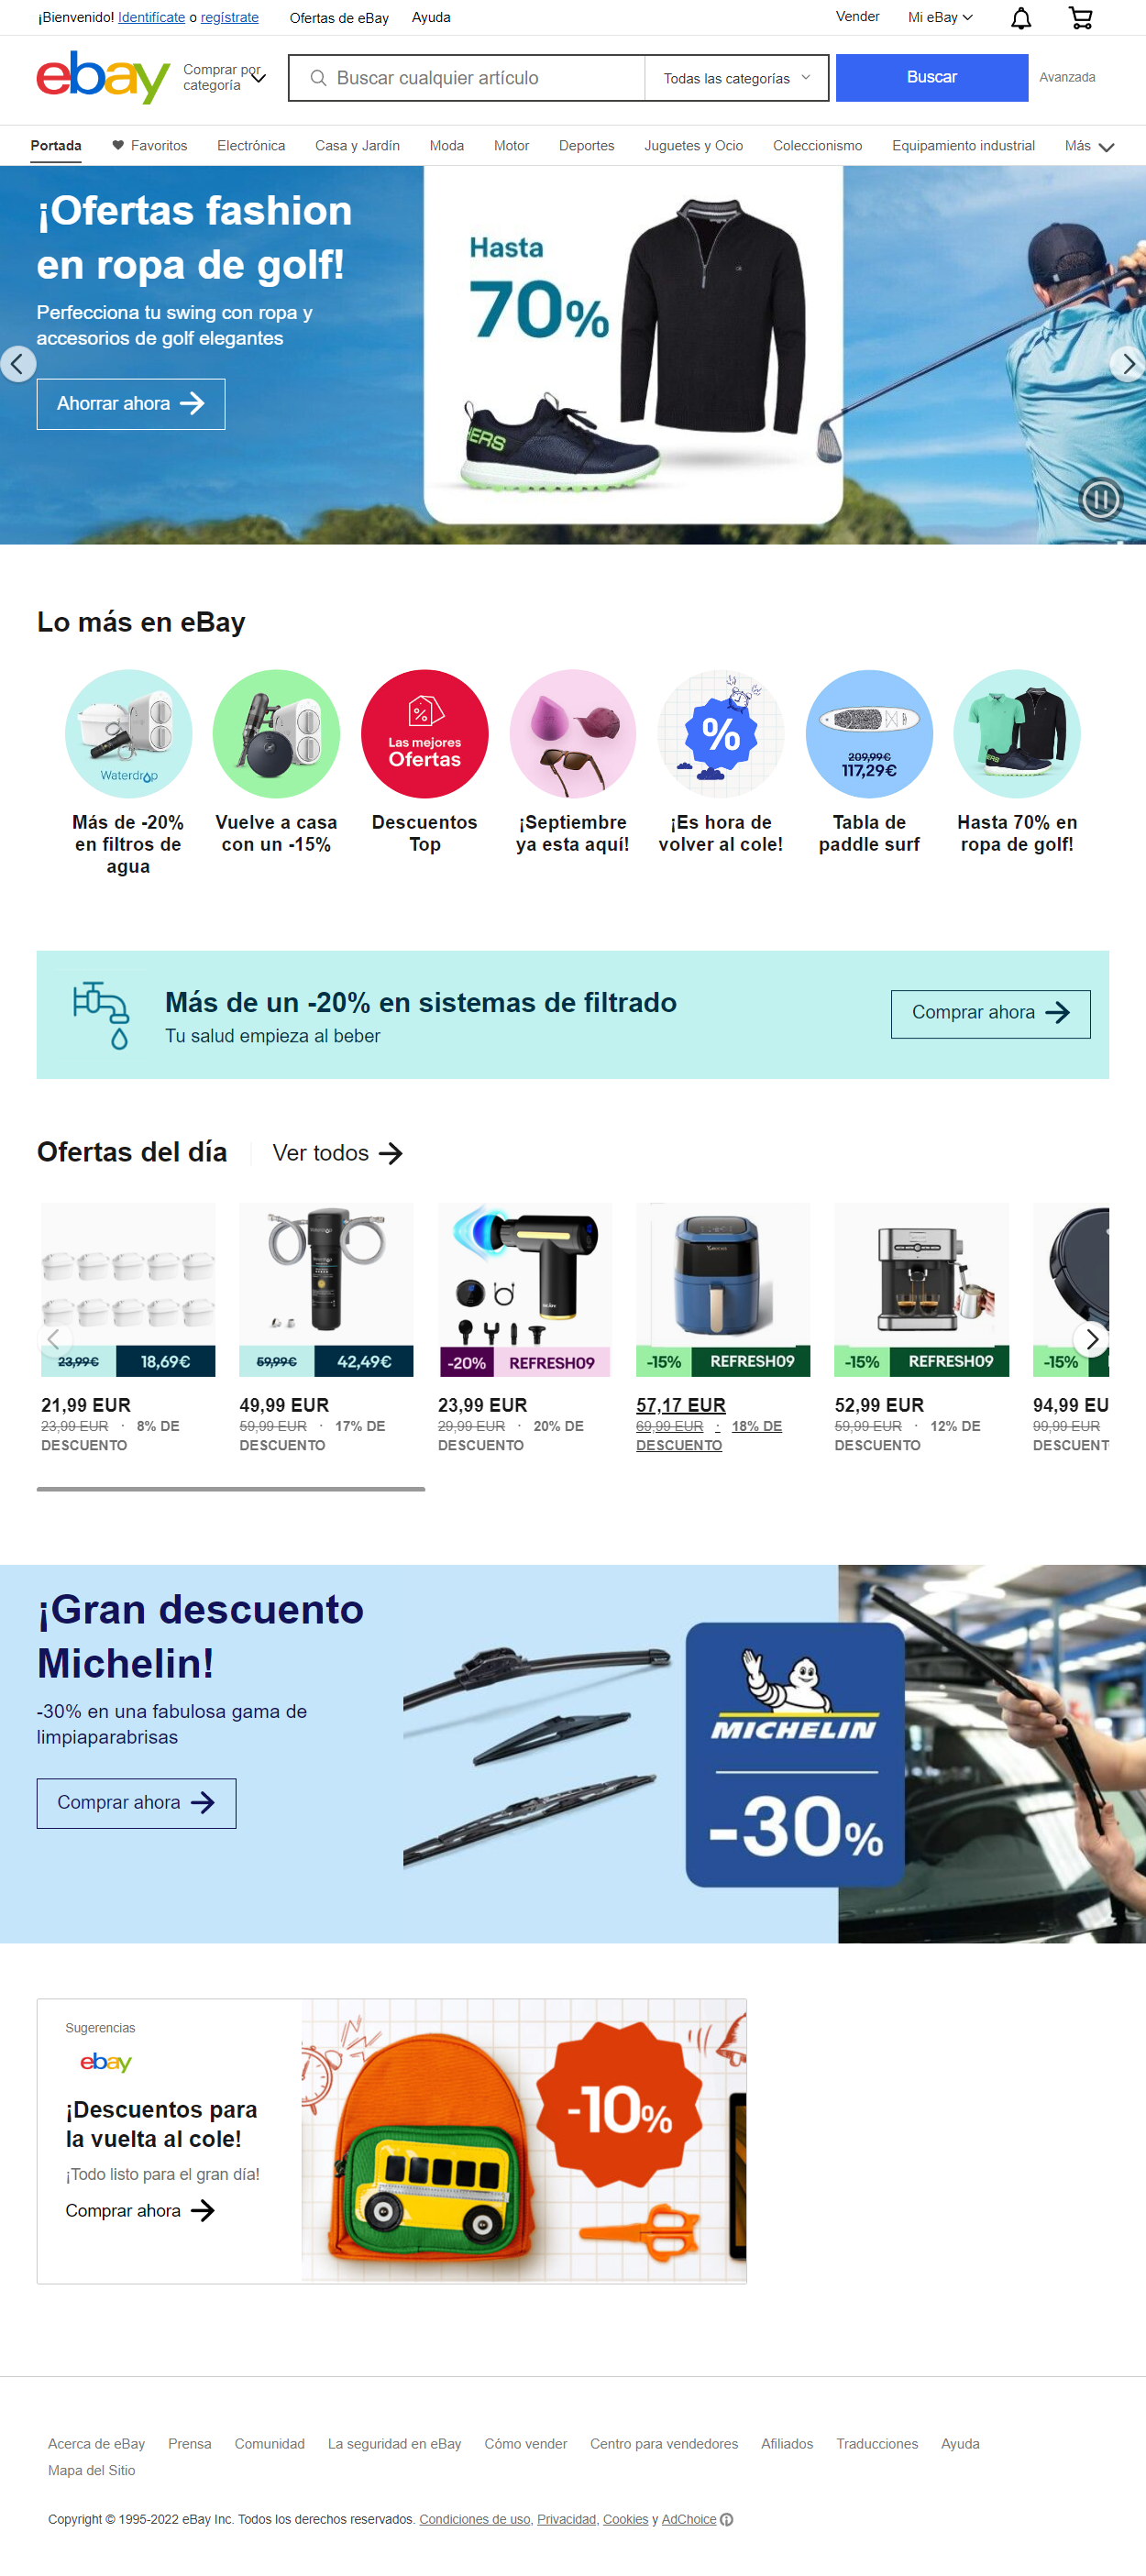 ¡Bienvenido! Identifícate o regístrate
Ofertas de eBay
Ayuda
Vender
Mi eBay
ebay
Comprar por
categoría
Buscar cualquier artículo
Todas las categorías
Buscar
Avanzada
Portada
Favoritos
Electrónica
Casa y Jardín
Moda
Motor
Deportes
Juguetes y Ocio
Coleccionismo
Equipamiento industrial
Más
¡Ofertas fashion
en ropa de golf!
Perfecciona tu swing con ropa y
accesorios de golf elegantes
Ahorrar ahora
Hasta
70%
Lo más en eBay
Waterdrop
Las mejores
Ofertas
%
209,99€
117,29€
Más de -20%
en filtros de
agua
Vuelve a casa
con un -15%
Descuentos
Top
¡Septiembre
ya esta aquí!
¡Es hora de
volver al cole!
Tabla de
paddle surf
Hasta 70% en
ropa de golf!
Más de un -20% en sistemas de filtrado
Tu salud empieza al beber
Comprar ahora
Ofertas del día
Ver todos
23,99€ 18,69€
59,99€ 42,49€
-20% REFRESH09
-15% REFRESH09
-15% REFRESH09
-15%
21,99 EUR
23,99 EUR · 8% DE
DESCUENTO
49,99 EUR
59,99 EUR · 17% DE
DESCUENTO
23,99 EUR
29,99 EUR · 20% DE
DESCUENTO
57,17 EUR
69,99 EUR · 18% DE
DESCUENTO
52,99 EUR
59,99 EUR · 12% DE
DESCUENTO
94,99 EU
99,99 EUR
DESCUENT
¡Gran descuento
Michelin!
-30% en una fabulosa gama de
limpiaparabrisas
Comprar ahora
MICHELIN
-30%
Sugerencias
ebay
¡Descuentos para
la vuelta al cole!
¡Todo listo para el gran día!
Comprar ahora
-10%
Acerca de eBay
Prensa
Comunidad
La seguridad en eBay
Cómo vender
Centro para vendedores
Afiliados
Traducciones
Ayuda
Mapa del Sitio
Copyright © 1995-2022 eBay Inc. Todos los derechos reservados. Condiciones de uso, Privacidad, Cookies y AdChoice